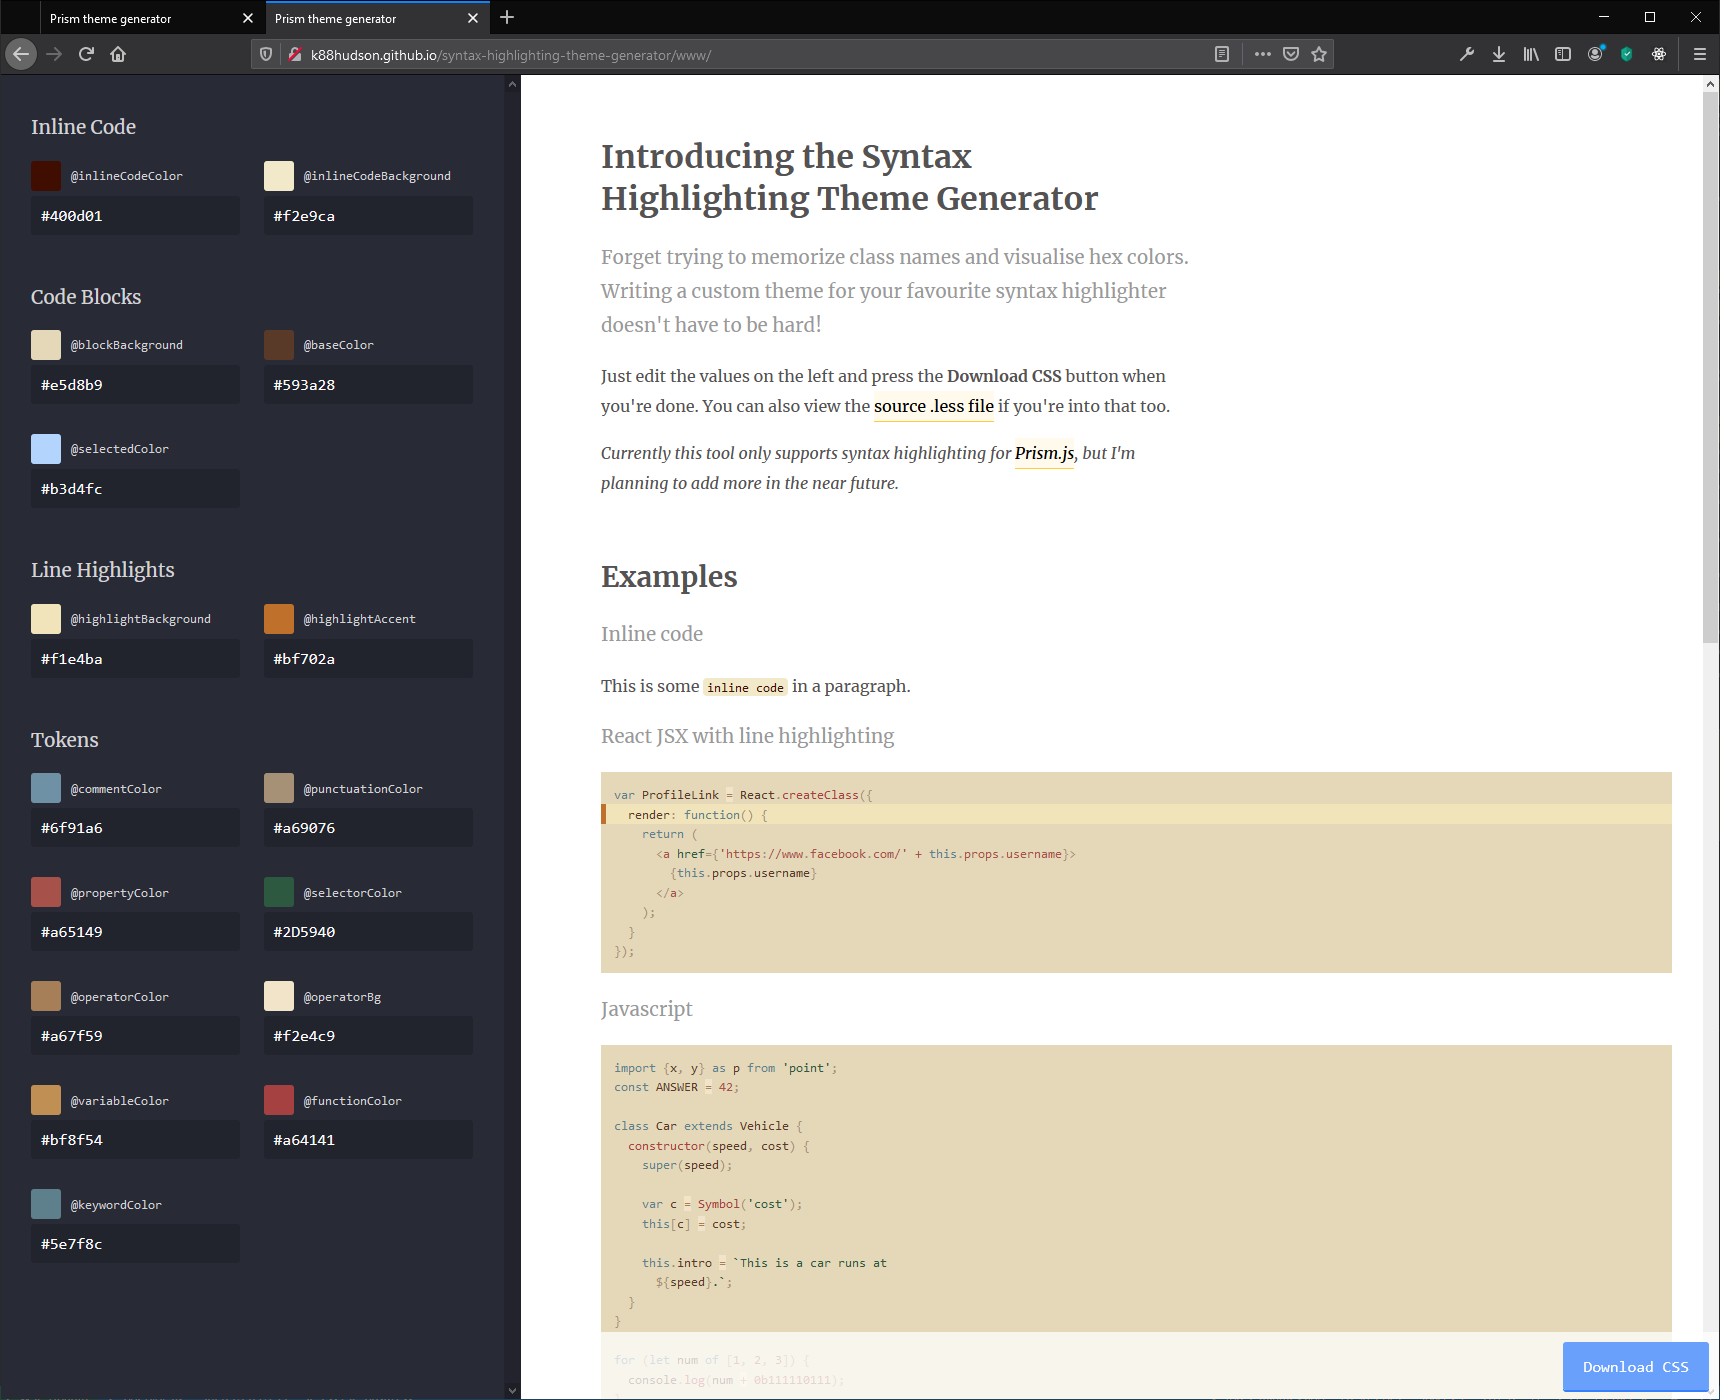 Prism theme generator
Prism theme generator
k88hudson.github.io/syntax-highlighting-theme-generator/www/
Inline Code
@inlineCodeColor
@inlineCodeBackground
#400d01
#f2e9ca
Code Blocks
@blockBackground
@baseColor
#e5d8b9
#593a28
@selectedColor
#b3d4fc
Line Highlights
@highlightBackground
@highlightAccent
#f1e4ba
#bf702a
Tokens
@commentColor
@punctuationColor
#6f91a6
#a69076
@propertyColor
@selectorColor
#a65149
#2D5940
@operatorColor
@operatorBg
#a67f59
#f2e4c9
@variableColor
@functionColor
#bf8f54
#a64141
@keywordColor
#5e7f8c
Introducing the Syntax
Highlighting Theme Generator
Forget trying to memorize class names and visualise hex colors.
Writing a custom theme for your favourite syntax highlighter
doesn't have to be hard!
Just edit the values on the left and press the Download CSS button when
you're done. You can also view the source .less file if you're into that too.
Currently this tool only supports syntax highlighting for Prism.js, but I'm
planning to add more in the near future.
Examples
Inline code
This is some inline code in a paragraph.
React JSX with line highlighting
var ProfileLink = React.createClass({
  render: function() {
    return (
      <a href={'https://www.facebook.com/' + this.props.username}>
        {this.props.username}
      </a>
    );
  }
});
Javascript
import {x, y} as p from 'point';
const ANSWER = 42;
class Car extends Vehicle {
  constructor(speed, cost) {
    super(speed);
    var c = Symbol('cost');
    this[c] = cost;
    this.intro = `This is a car runs at
      ${speed}.`;
  }
}
for (let num of [1, 2, 3]) {
  console.log(num + 0b111110111);
Download CSS